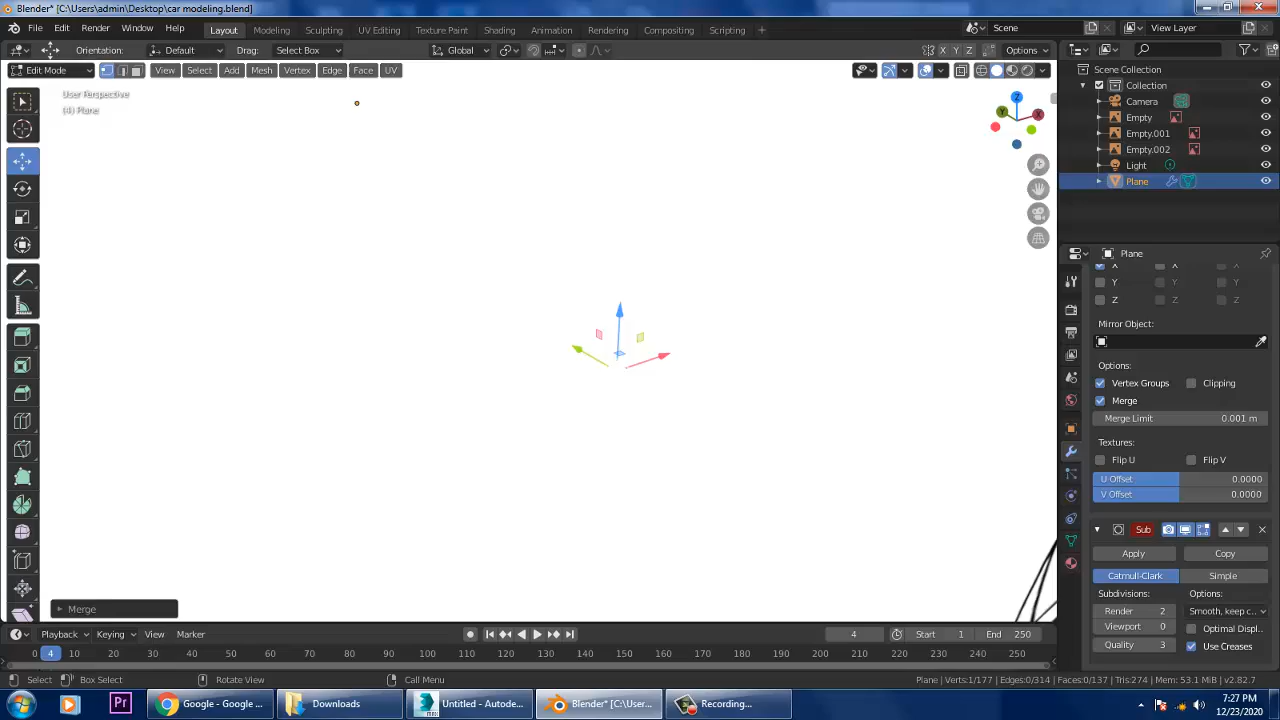 Blender* [C:\Users\admin\Desktop\car modeling.blend]
File Edit Render Window Help Layout Modeling Sculpting UV Editing Texture Paint Shading Animation Rendering Compositing Scripting + Scene View Layer
Orientation: Default Drag: Select Box Global X Y Z Options
Edit Mode View Select Add Mesh Vertex Edge Face UV
User Perspective
(4) Plane
Z
Y X
Scene Collection
Collection
Camera
Empty
Empty.001
Empty.002
Light
Plane
Plane
X X X
Y Y Y
Z Z Z
Mirror Object:
Options:
Vertex Groups Clipping
Merge
Merge Limit 0.001 m
Textures:
Flip U Flip V
U Offset 0.0000
V Offset 0.0000
Sub
Apply Copy
Catmull-Clark Simple
Subdivisions: Options:
Render 2 Smooth, keep c...
Viewport 0 Optimal Displ..
Quality 3 Use Creases
Merge
Playback Keying View Marker 4 Start 1 End 250
0 4 10 20 30 40 50 60 70 80 90 100 110 120 130 140 150 160 170 180 190 200 210 220 230 240 250
Select Box Select Rotate View Call Menu Plane | Verts:1/177 | Edges:0/314 | Faces:0/137 | Tris:274 | Mem: 53.1 MiB | v2.82.7
Pr Google - Google ... Downloads Untitled - Autodes... Blender* [C:\User... Recording...
7:27 PM
12/23/2020